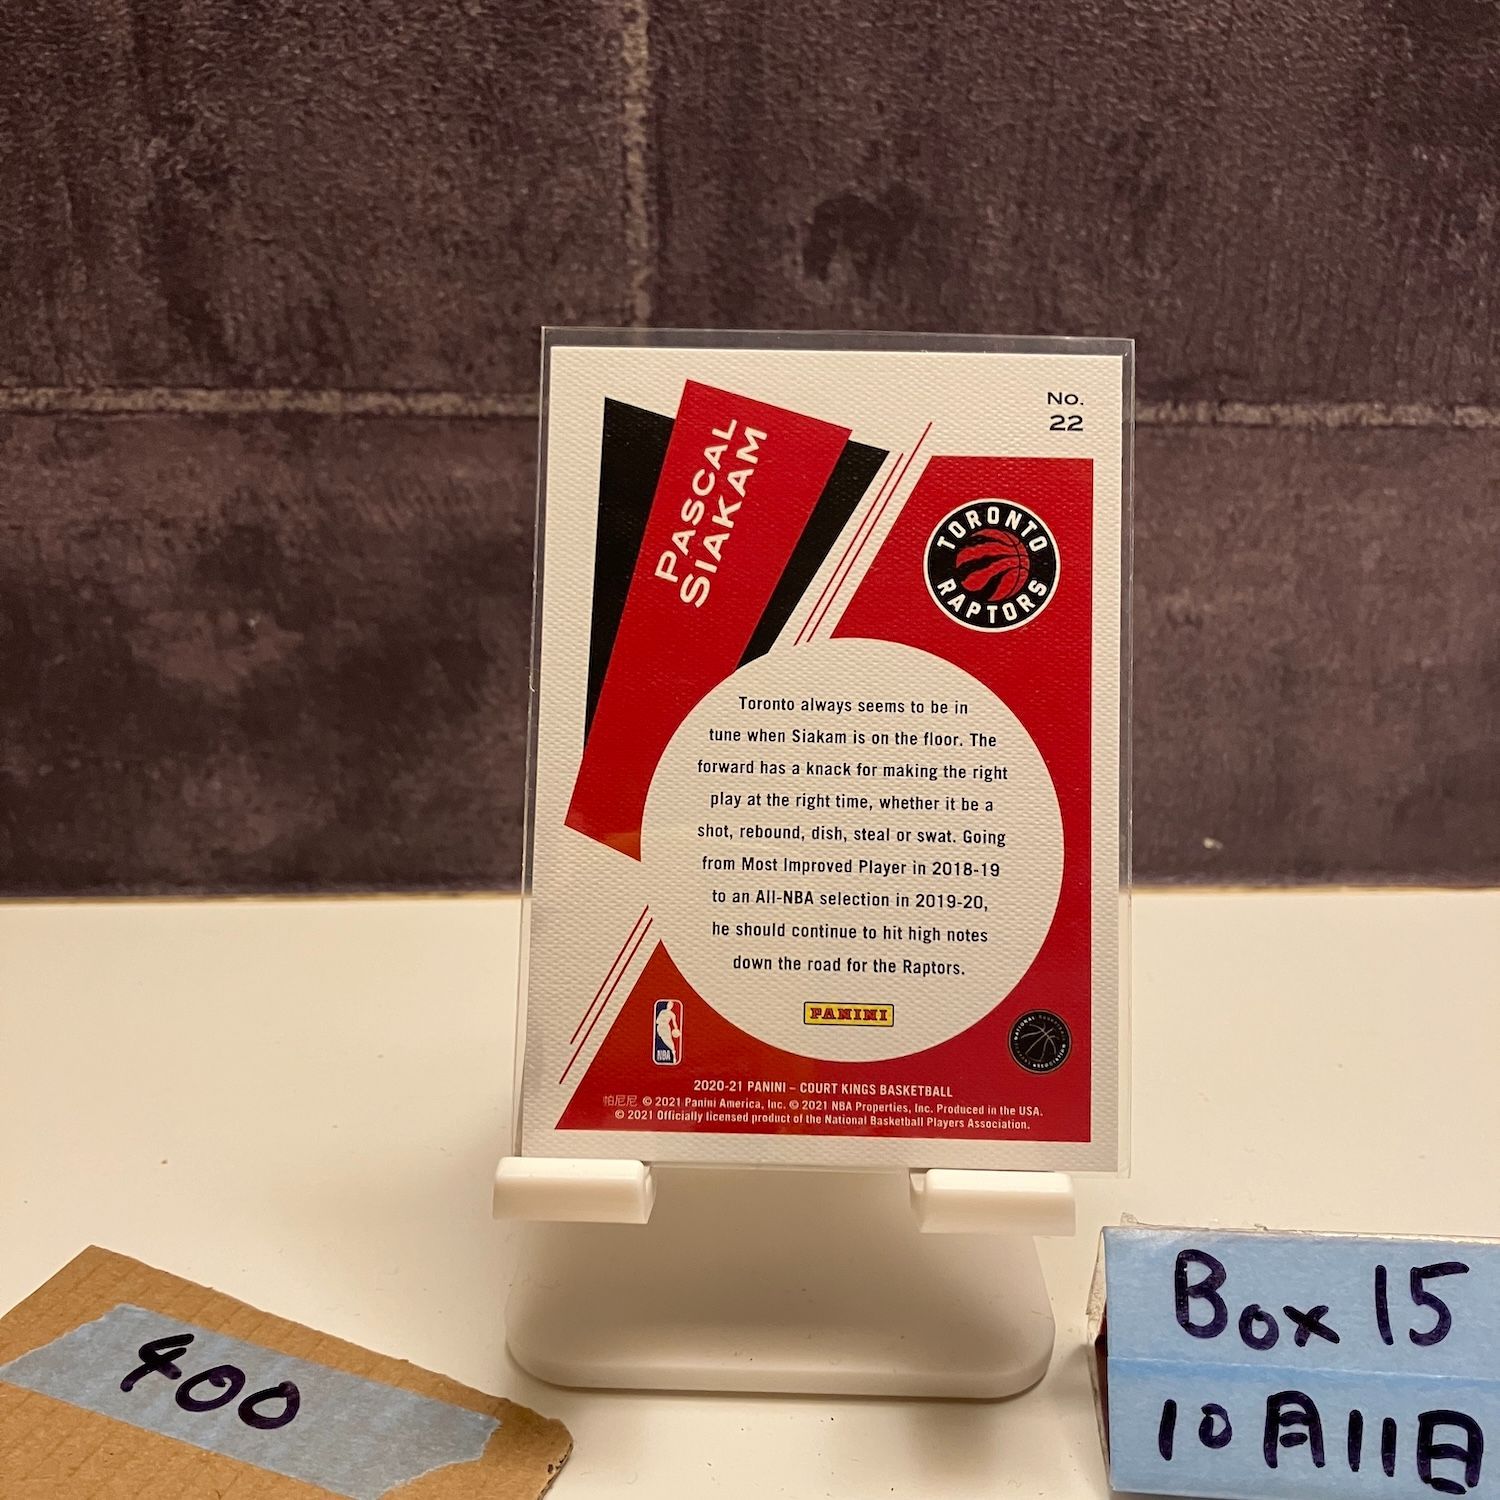 No.
22
PASCAL
SIAKAM
TORONTO
RAPTORS
Toronto always seems to be in
tune when Siakam is on the floor. The
forward has a knack for making the right
play at the right time, whether it be a
shot, rebound, dish, steal or swat. Going
from Most Improved Player in 2018-19
to an All-NBA selection in 2019-20,
he should continue to hit high notes
down the road for the Raptors.
PANINI
NBA
2020-21 PANINI – COURT KINGS BASKETBALL
帕尼尼 © 2021 Panini America, Inc. © 2021 NBA Properties, Inc. Produced in the USA.
© 2021 Officially licensed product of the National Basketball Players Association.
400
Box 15
10月11日